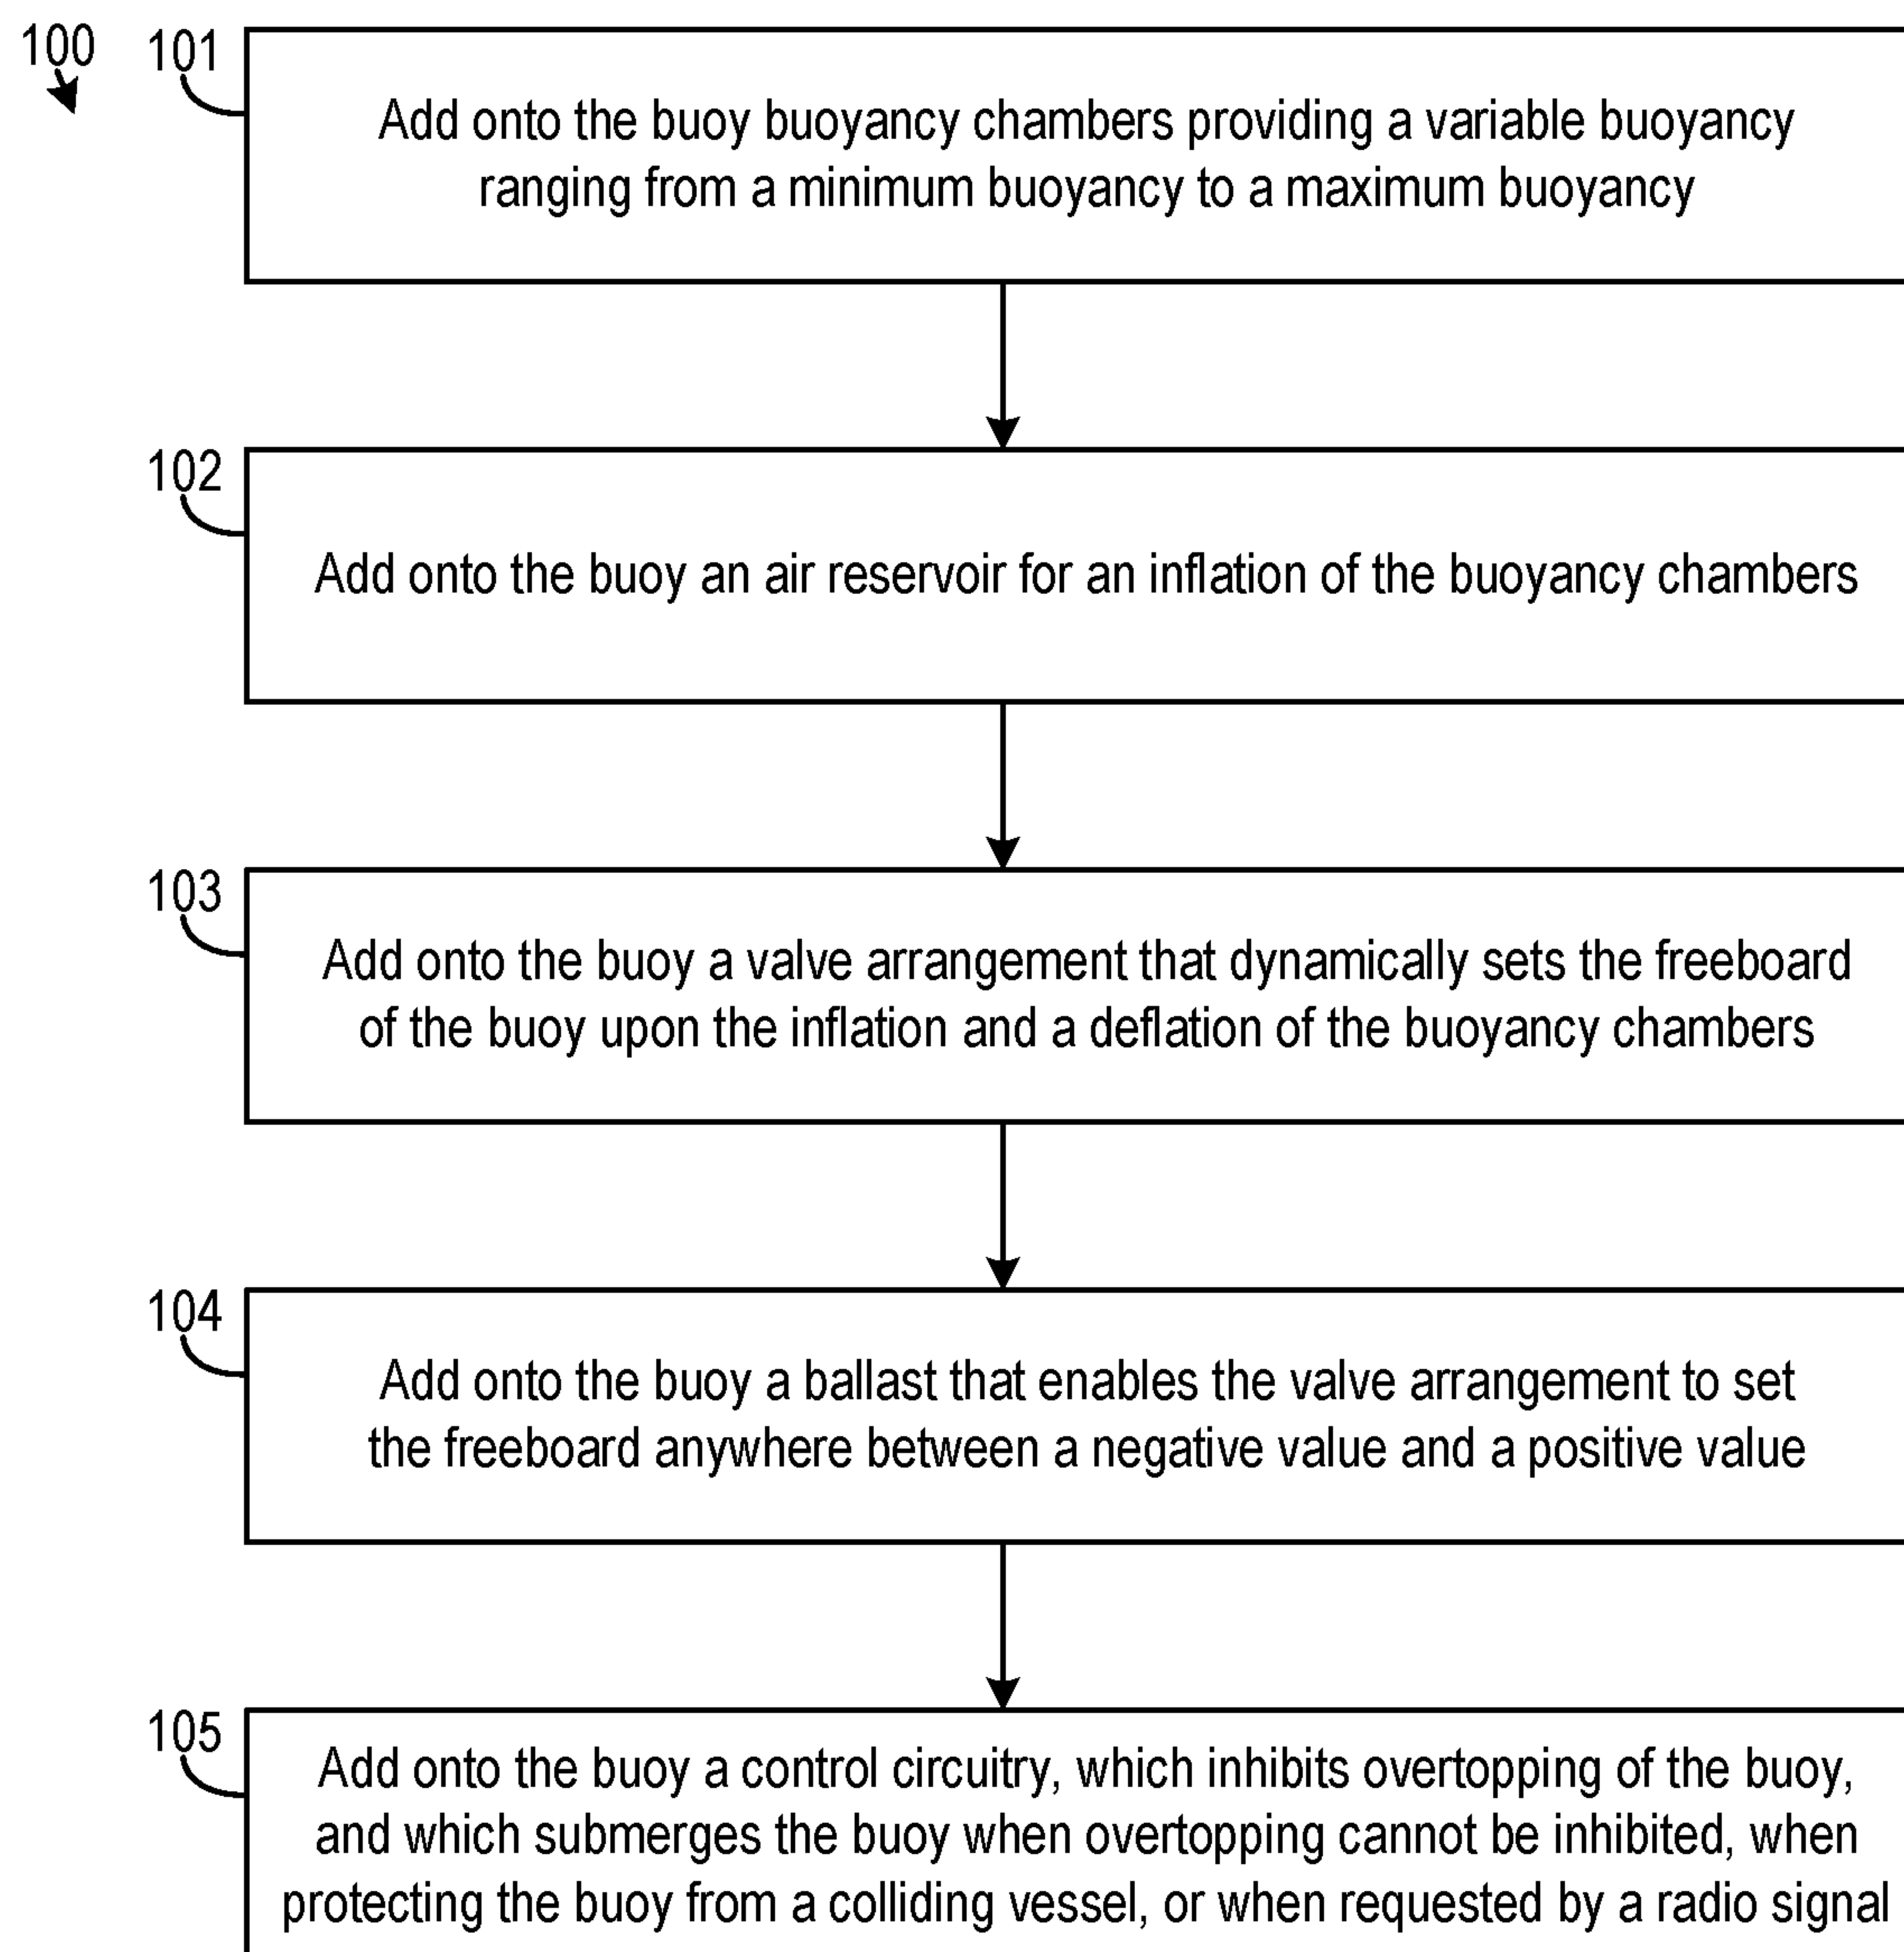 100
101
Add onto the buoy buoyancy chambers providing a variable buoyancy
ranging from a minimum buoyancy to a maximum buoyancy
102
Add onto the buoy an air reservoir for an inflation of the buoyancy chambers
103
Add onto the buoy a valve arrangement that dynamically sets the freeboard
of the buoy upon the inflation and a deflation of the buoyancy chambers
104
Add onto the buoy a ballast that enables the valve arrangement to set
the freeboard anywhere between a negative value and a positive value
105
Add onto the buoy a control circuitry, which inhibits overtopping of the buoy,
and which submerges the buoy when overtopping cannot be inhibited, when
protecting the buoy from a colliding vessel, or when requested by a radio signal